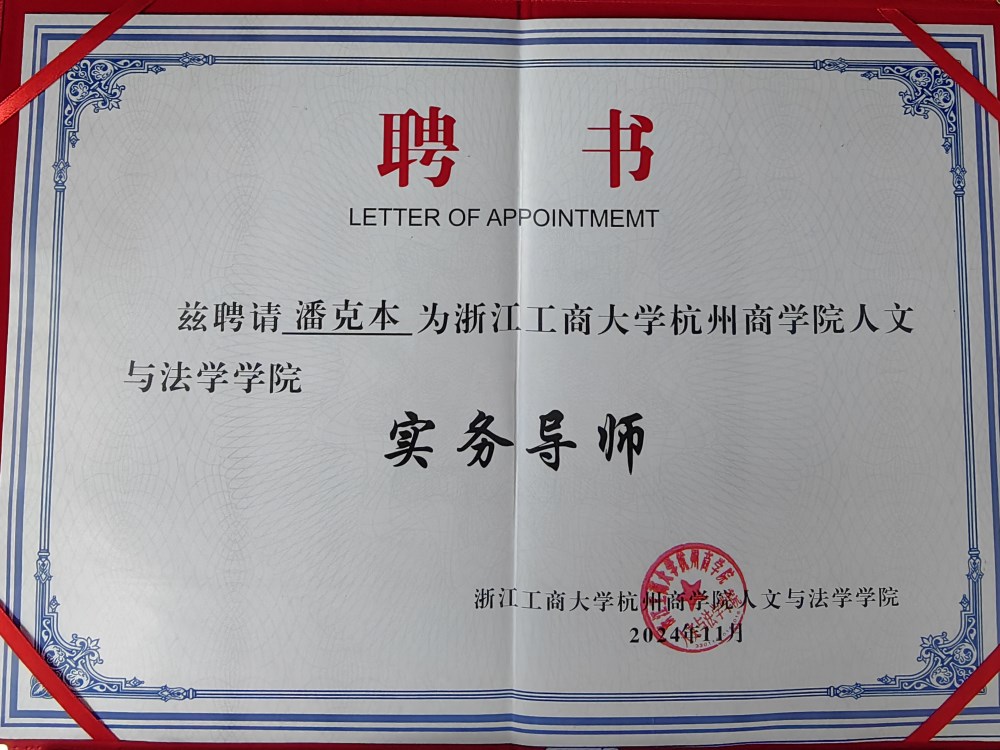 聘 书
LETTER OF APPOINTMEMT
兹聘请 潘克本 为浙江工商大学杭州商学院人文
与法学学院
实务导师
浙江工商大学杭州商学院人文与法学学院
2024年11月